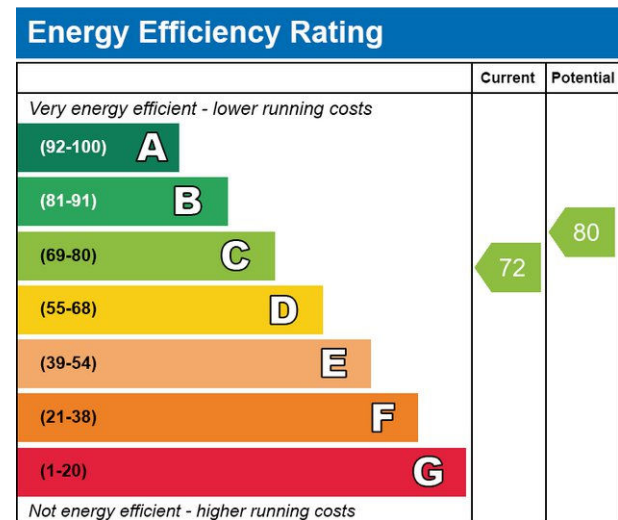 Energy Efficiency Rating
Current Potential
Very energy efficient - lower running costs
(92-100) A
(81-91) B
(69-80) C
(55-68) D
(39-54) E
(21-38) F
(1-20) G
72
80
Not energy efficient - higher running costs